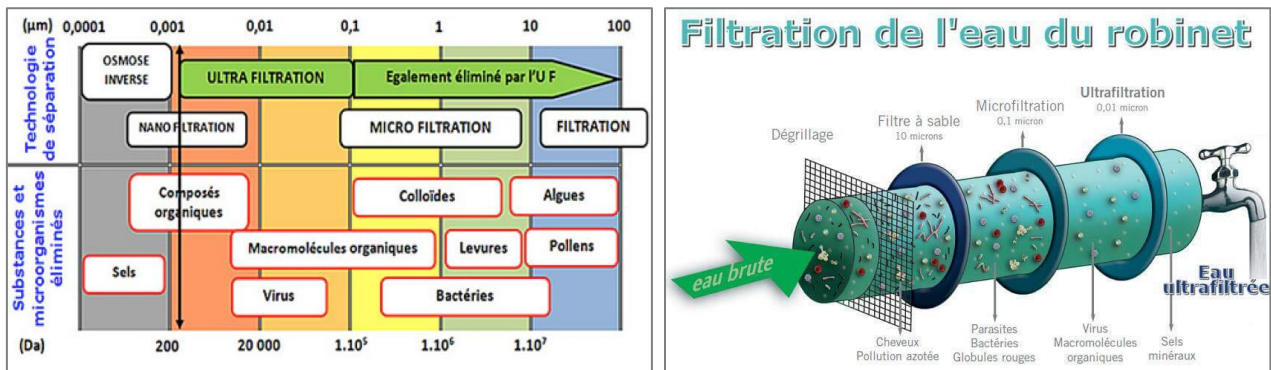 (µm) 0,0001 0,001 0,01 0,1 1 10 100
Technologie
de séparation
OSMOSE
INVERSE
ULTRA FILTRATION
Egalement éliminé par l'U F
NANO FILTRATION
MICRO FILTRATION
FILTRATION
Substances et
microorganismes
éliminés
Composés
organiques
Colloïdes
Algues
Macromolécules organiques
Levures
Pollens
Sels
Virus
Bactéries
(Da) 200 20 000 1.10⁵ 1.10⁶ 1.10⁷
Filtration de l'eau du robinet
Ultrafiltration
0,01 micron
Microfiltration
0,1 micron
Filtre à sable
10 microns
Dégrillage
eau brute
Eau
ultrafiltrée
Cheveux
Pollution azotée
Parasites
Bactéries
Globules rouges
Virus
Macromolécules
organiques
Sels
minéraux